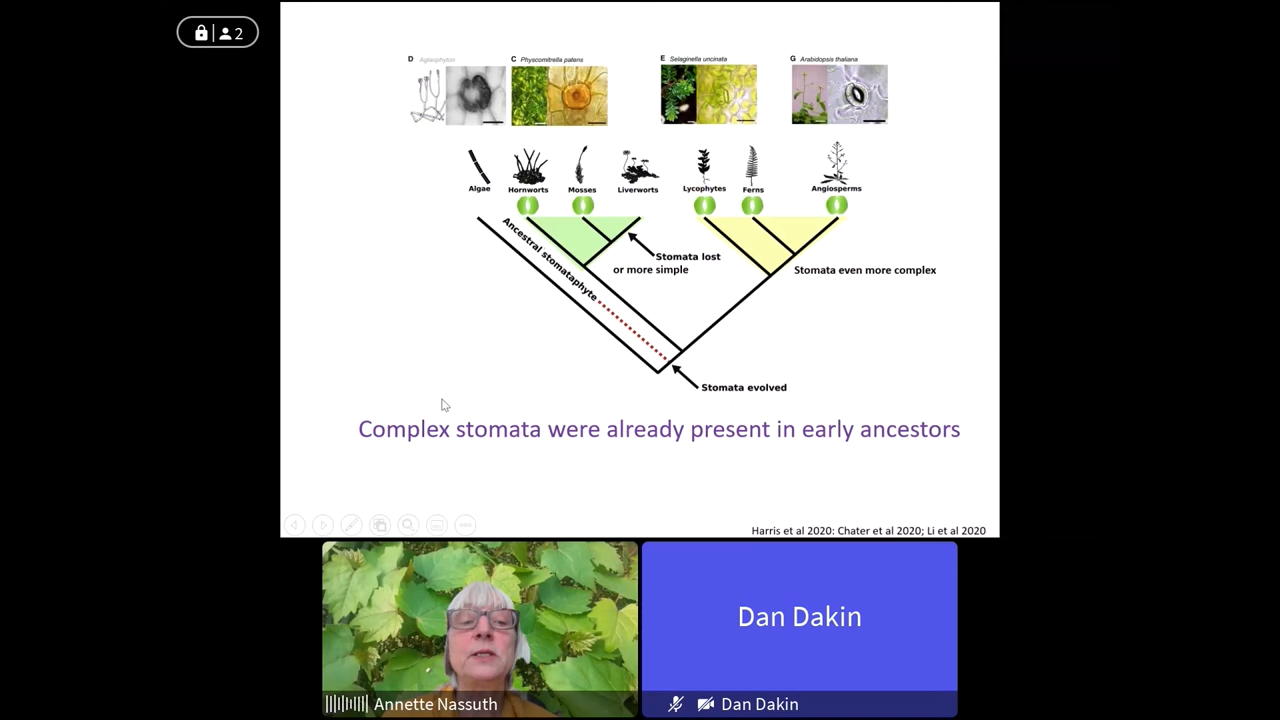 2
D Aglaophyton
C Physcomitrella patens
E Selaginella uncinata
G Arabidopsis thaliana
Algae
Hornworts
Mosses
Liverworts
Lycophytes
Ferns
Angiosperms
Ancestral stomataphyte
Stomata lost
or more simple
Stomata even more complex
Stomata evolved
Complex stomata were already present in early ancestors
Harris et al 2020: Chater et al 2020; Li et al 2020
Dan Dakin
Annette Nassuth
Dan Dakin